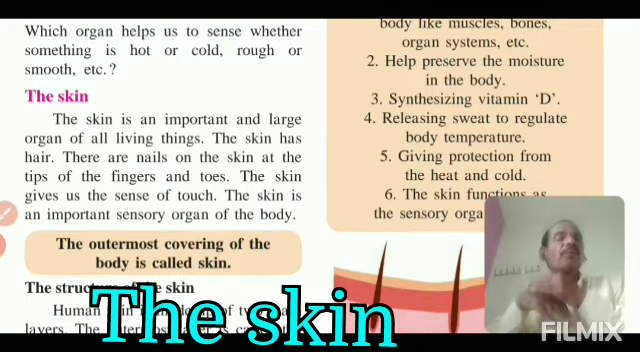 Which organ helps us to sense whether
something is hot or cold, rough or
smooth, etc.?
The skin
The skin is an important and large
organ of all living things. The skin has
hair. There are nails on the skin at the
tips of the fingers and toes. The skin
gives us the sense of touch. The skin is
an important sensory organ of the body.
The outermost covering of the
body is called skin.
The skin
Human
layers. The
body like muscles, bones,
organ systems, etc.
2. Help preserve the moisture
in the body.
3. Synthesizing vitamin ‘D’.
4. Releasing sweat to regulate
body temperature.
5. Giving protection from
the heat and cold.
6. The skin functions as
the sensory
The skin
FILMIX